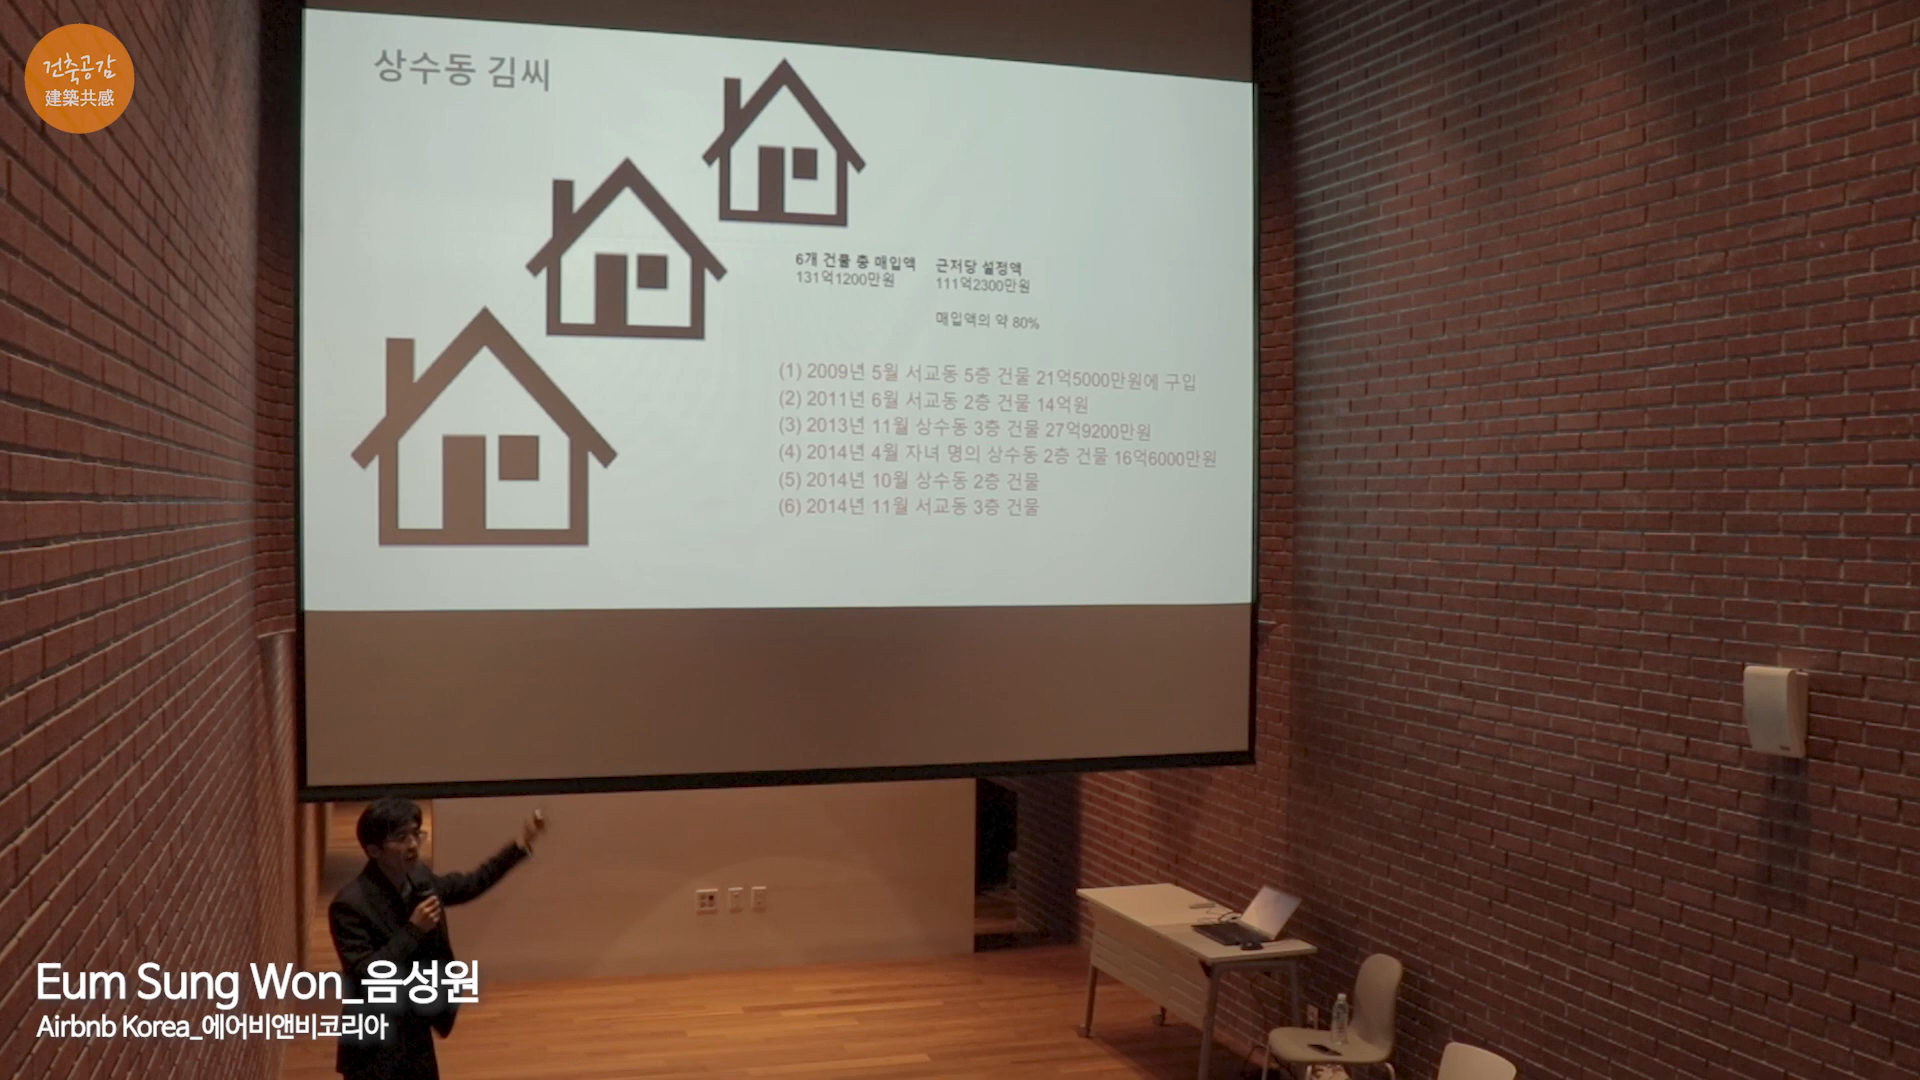 건축공감
建築共感
상수동 김씨
6개 건물 총 매입액
131억1200만원
근저당 설정액
111억2300만원
매입액의 약 80%
(1) 2009년 5월 서교동 5층 건물 21억5000만원에 구입
(2) 2011년 6월 서교동 2층 건물 14억원
(3) 2013년 11월 상수동 3층 건물 27억9200만원
(4) 2014년 4월 자녀 명의 상수동 2층 건물 16억6000만원
(5) 2014년 10월 상수동 2층 건물
(6) 2014년 11월 서교동 3층 건물
Eum Sung Won_음성원
Airbnb Korea_에어비앤비코리아